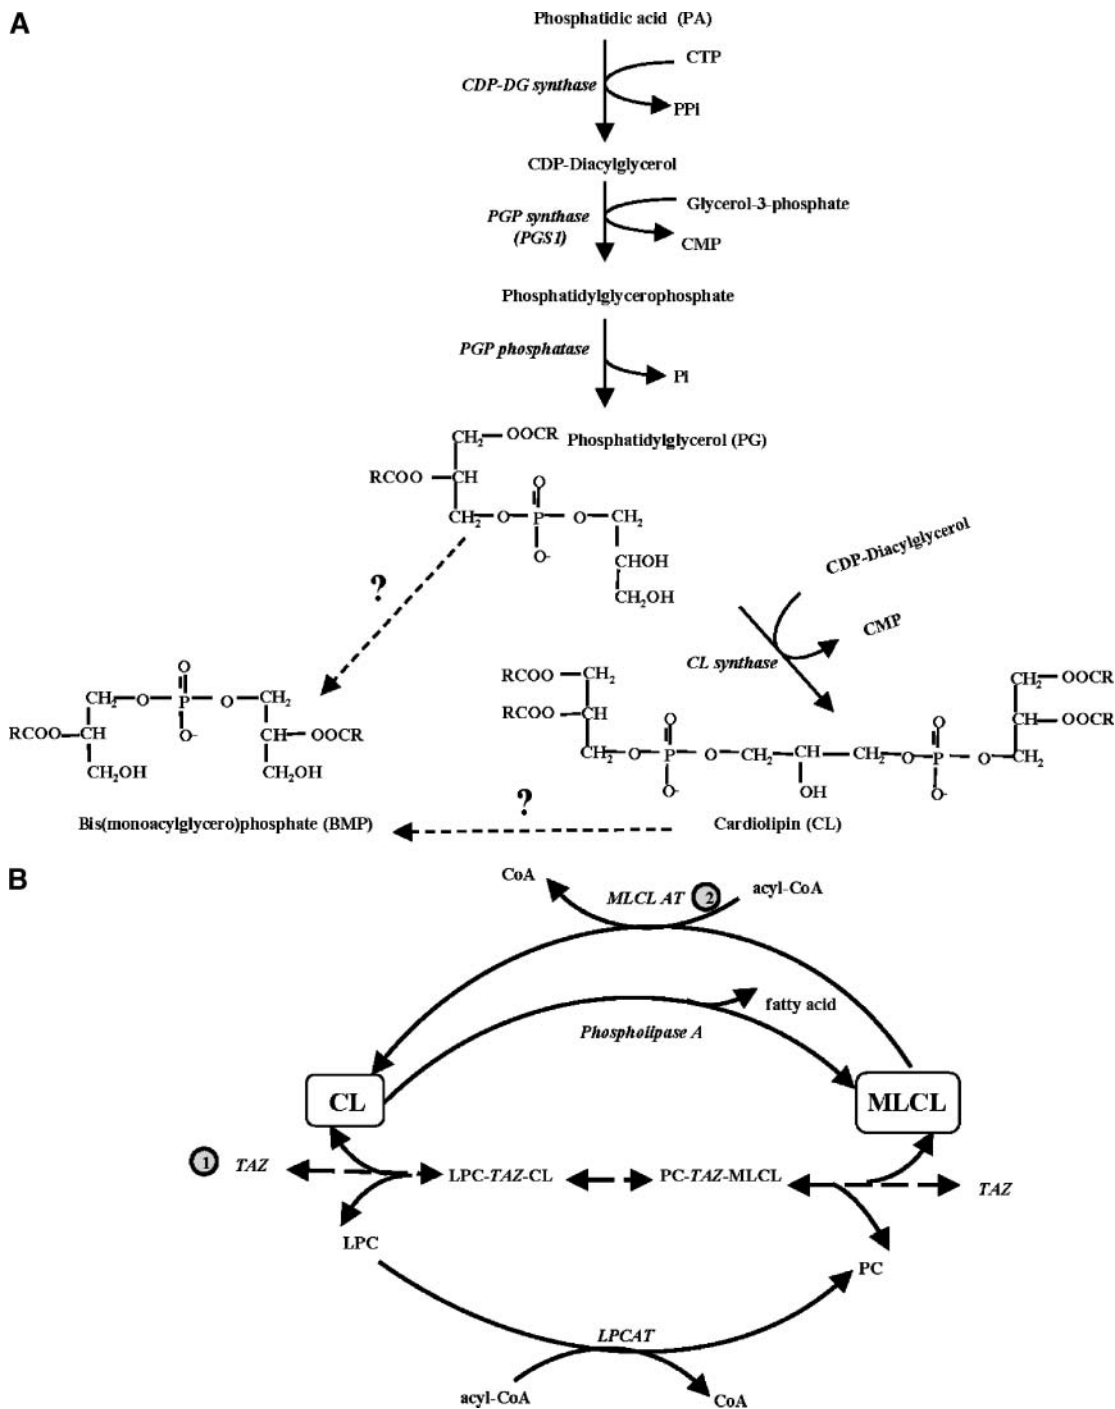 A
Phosphatidic acid (PA)
CTP
CDP-DG synthase
PPi
CDP-Diacylglycerol
Glycerol-3-phosphate
PGP synthase
(PGS1)
CMP
Phosphatidylglycerophosphate
PGP phosphatase
Pi
CH2 OOCR
Phosphatidylglycerol (PG)
RCOO CH
O
CH2 O P O CH2
O-
CHOH
CH2OH
?
CDP-Diacylglycerol
CMP
CL synthase
O
CH2 O P O CH2
RCOO CH O- CH OOCR
CH2OH CH2OH
Bis(monoacylglycero)phosphate (BMP)
RCOO CH2 CH2 OOCR
RCOO CH O O CH OOCR
CH2 O P O CH2 CH CH2 O P O CH2
O- OH O-
?
Cardiolipin (CL)
B
CoA
MLCL AT
2
acyl-CoA
fatty acid
Phospholipase A
CL
MLCL
1
TAZ
LPC-TAZ-CL
PC-TAZ-MLCL
TAZ
LPC
PC
LPCAT
acyl-CoA
CoA